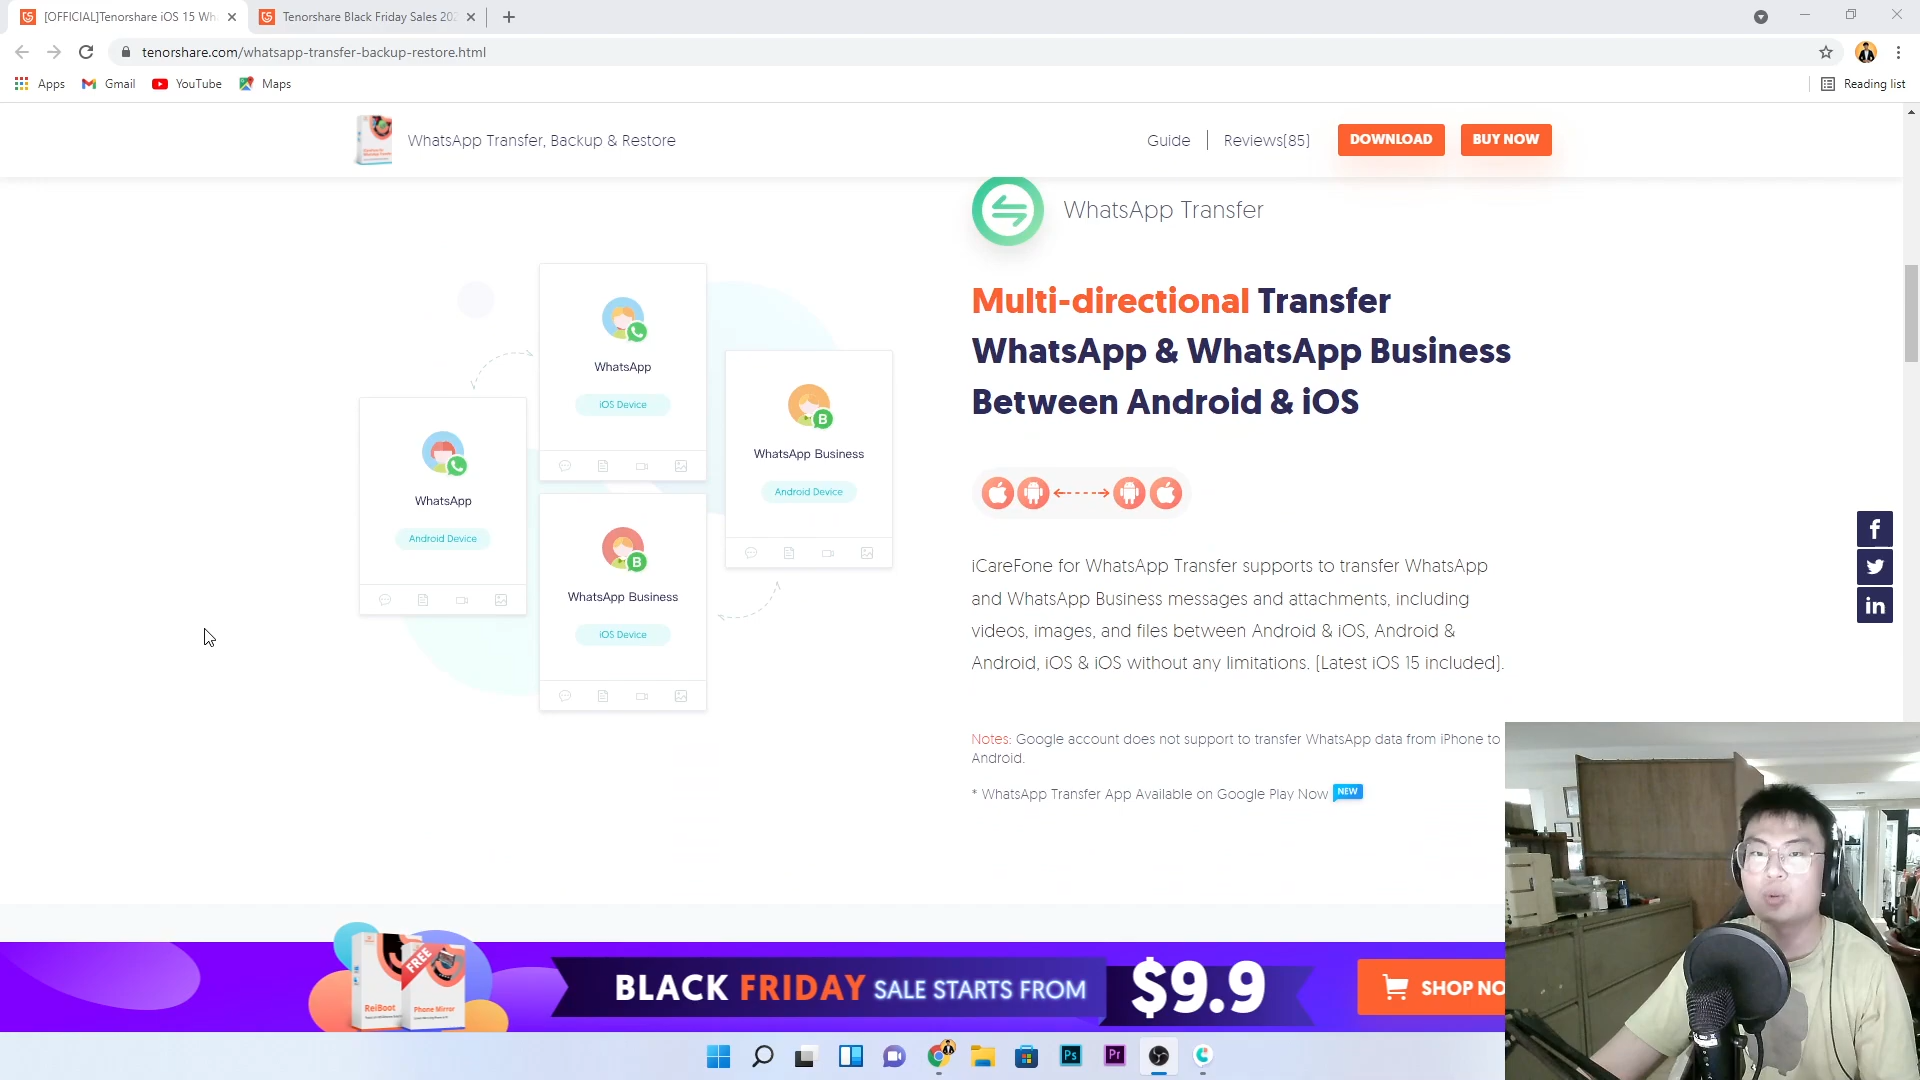 [OFFICIAL]Tenorshare iOS 15 Wh
Tenorshare Black Friday Sales 202
tenorshare.com/whatsapp-transfer-backup-restore.html
Apps
Gmail
YouTube
Maps
Reading list
WhatsApp Transfer, Backup & Restore
Guide
Reviews(85)
DOWNLOAD
BUY NOW
WhatsApp Transfer
Multi-directional Transfer
WhatsApp & WhatsApp Business
Between Android & iOS
WhatsApp
iOS Device
WhatsApp Business
Android Device
WhatsApp
Android Device
WhatsApp Business
iOS Device
iCareFone for WhatsApp Transfer supports to transfer WhatsApp
and WhatsApp Business messages and attachments, including
videos, images, and files between Android & iOS, Android &
Android, iOS & iOS without any limitations. (Latest iOS 15 included).
Notes: Google account does not support to transfer WhatsApp data from iPhone to
Android.
* WhatsApp Transfer App Available on Google Play Now NEW
FREE
ReiBoot
Phone Mirror
BLACK FRIDAY SALE STARTS FROM $9.9
SHOP NO